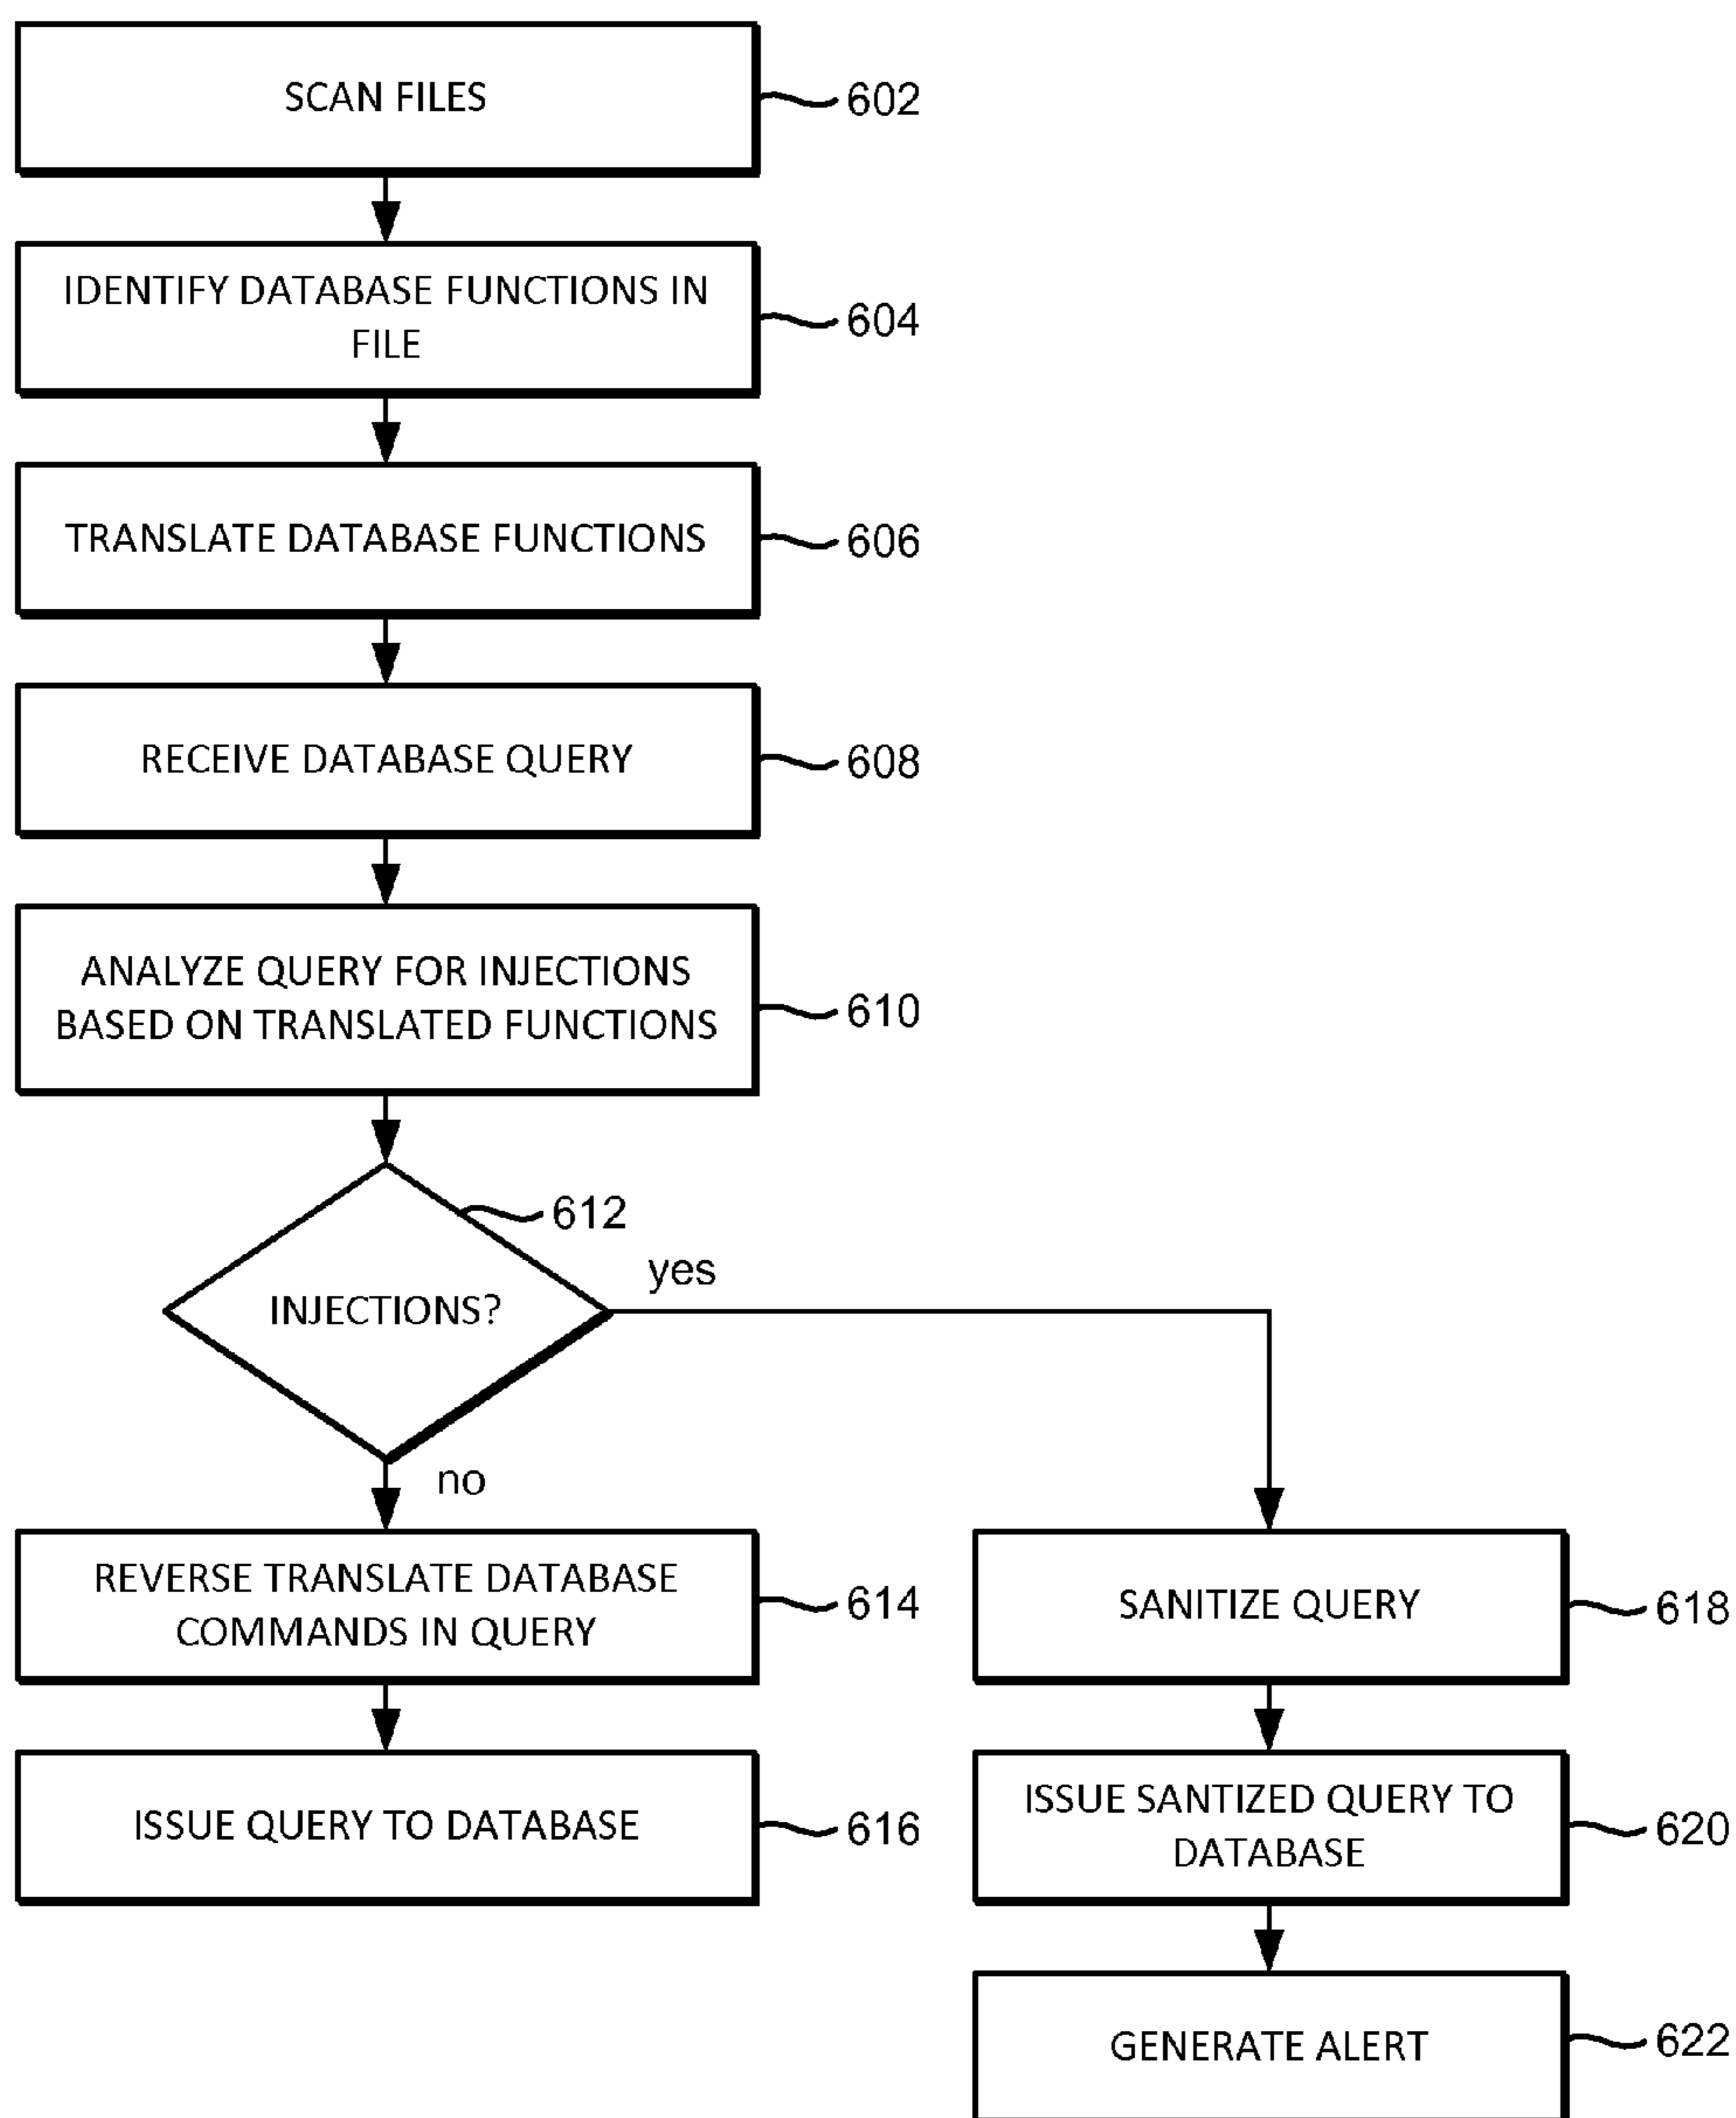 SCAN FILES
602
IDENTIFY DATABASE FUNCTIONS IN
FILE
604
TRANSLATE DATABASE FUNCTIONS
606
RECEIVE DATABASE QUERY
608
ANALYZE QUERY FOR INJECTIONS
BASED ON TRANSLATED FUNCTIONS
610
612
INJECTIONS?
yes
no
REVERSE TRANSLATE DATABASE
COMMANDS IN QUERY
614
SANITIZE QUERY
618
ISSUE QUERY TO DATABASE
616
ISSUE SANTIZED QUERY TO
DATABASE
620
GENERATE ALERT
622